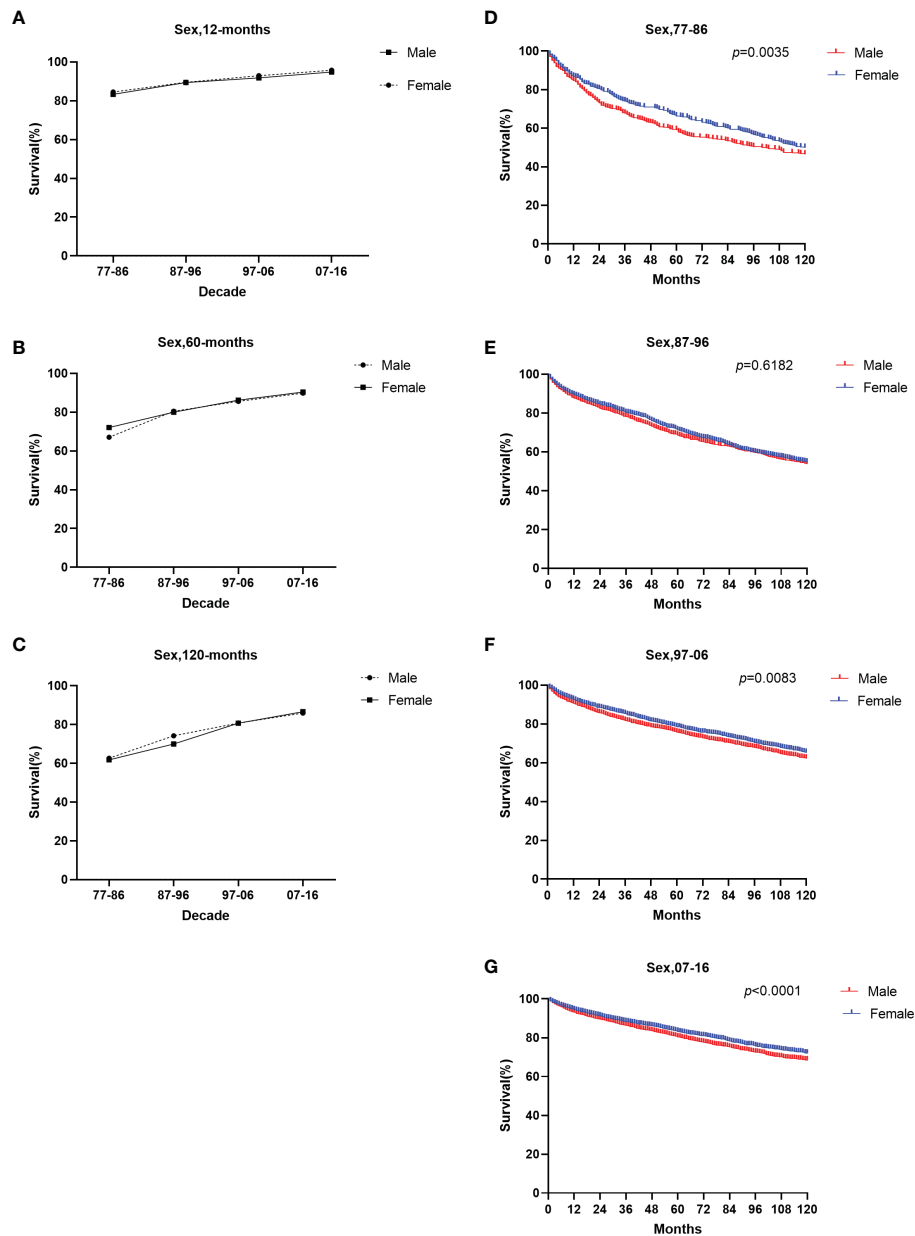 A
Sex,12-months
Male
Female
100
80
60
40
20
0
Survival(%)
77-86 87-96 97-06 07-16
Decade
B
Sex,60-months
Male
Female
100
80
60
40
20
0
Survival(%)
77-86 87-96 97-06 07-16
Decade
C
Sex,120-months
Male
Female
100
80
60
40
20
0
Survival(%)
77-86 87-96 97-06 07-16
Decade
D
Sex,77-86
p=0.0035
Male
Female
100
80
60
40
20
0
Survival(%)
0 12 24 36 48 60 72 84 96 108 120
Months
E
Sex,87-96
p=0.6182
Male
Female
100
80
60
40
20
0
Survival(%)
0 12 24 36 48 60 72 84 96 108 120
Months
F
Sex,97-06
p=0.0083
Male
Female
100
80
60
40
20
0
Survival(%)
0 12 24 36 48 60 72 84 96 108 120
Months
G
Sex,07-16
p<0.0001
Male
Female
100
80
60
40
20
0
Survival(%)
0 12 24 36 48 60 72 84 96 108 120
Months